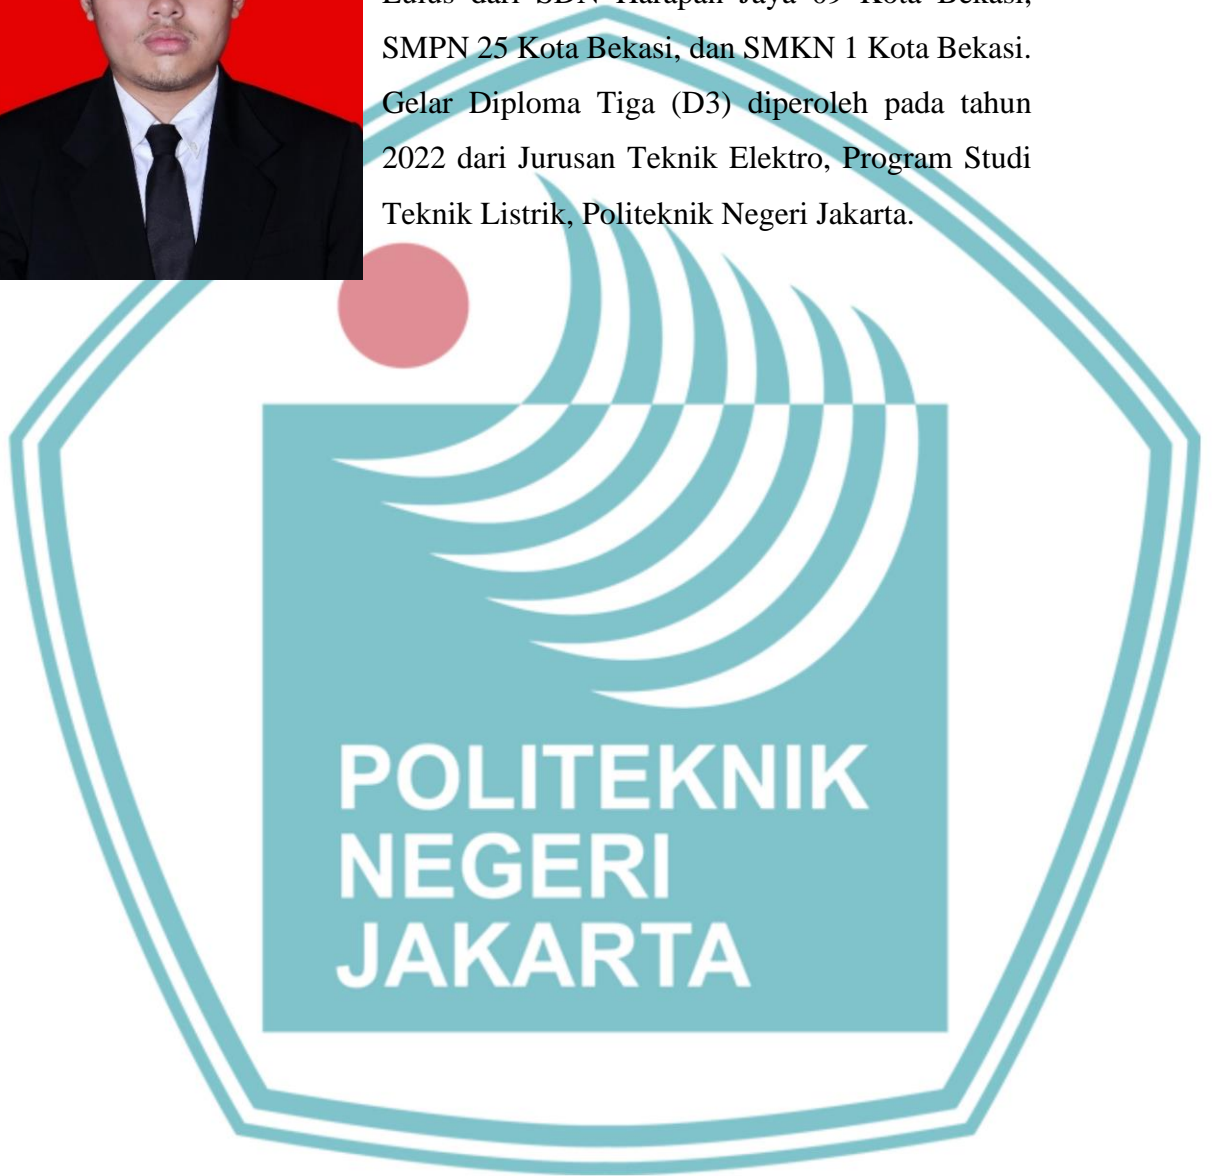 SMPN 25 Kota Bekasi, dan SMKN 1 Kota Bekasi.
Gelar Diploma Tiga (D3) diperoleh pada tahun
2022 dari Jurusan Teknik Elektro, Program Studi
Teknik Listrik, Politeknik Negeri Jakarta.
POLITEKNIK
NEGERI
JAKARTA